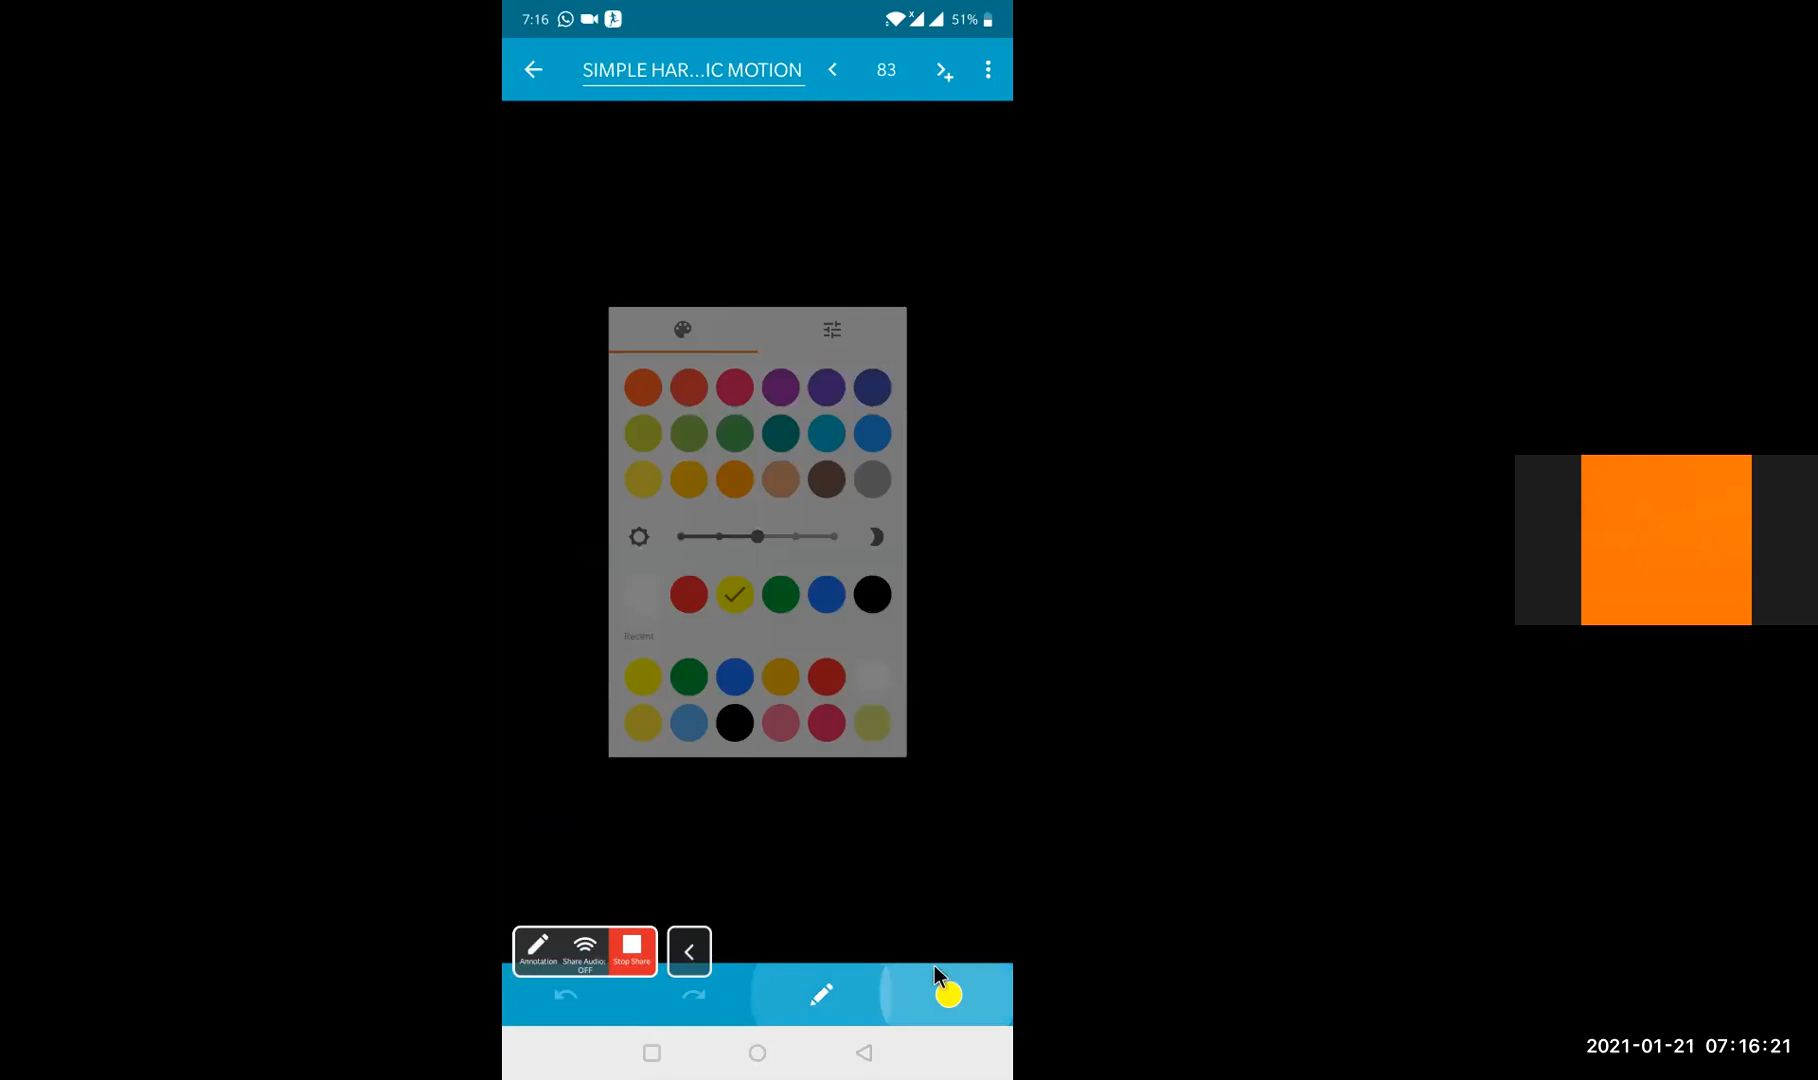 7:16
51%
SIMPLE HAR...IC MOTION
83
Recent
Annotation
Share Audio: OFF
Stop Share
2021-01-21 07:16:21